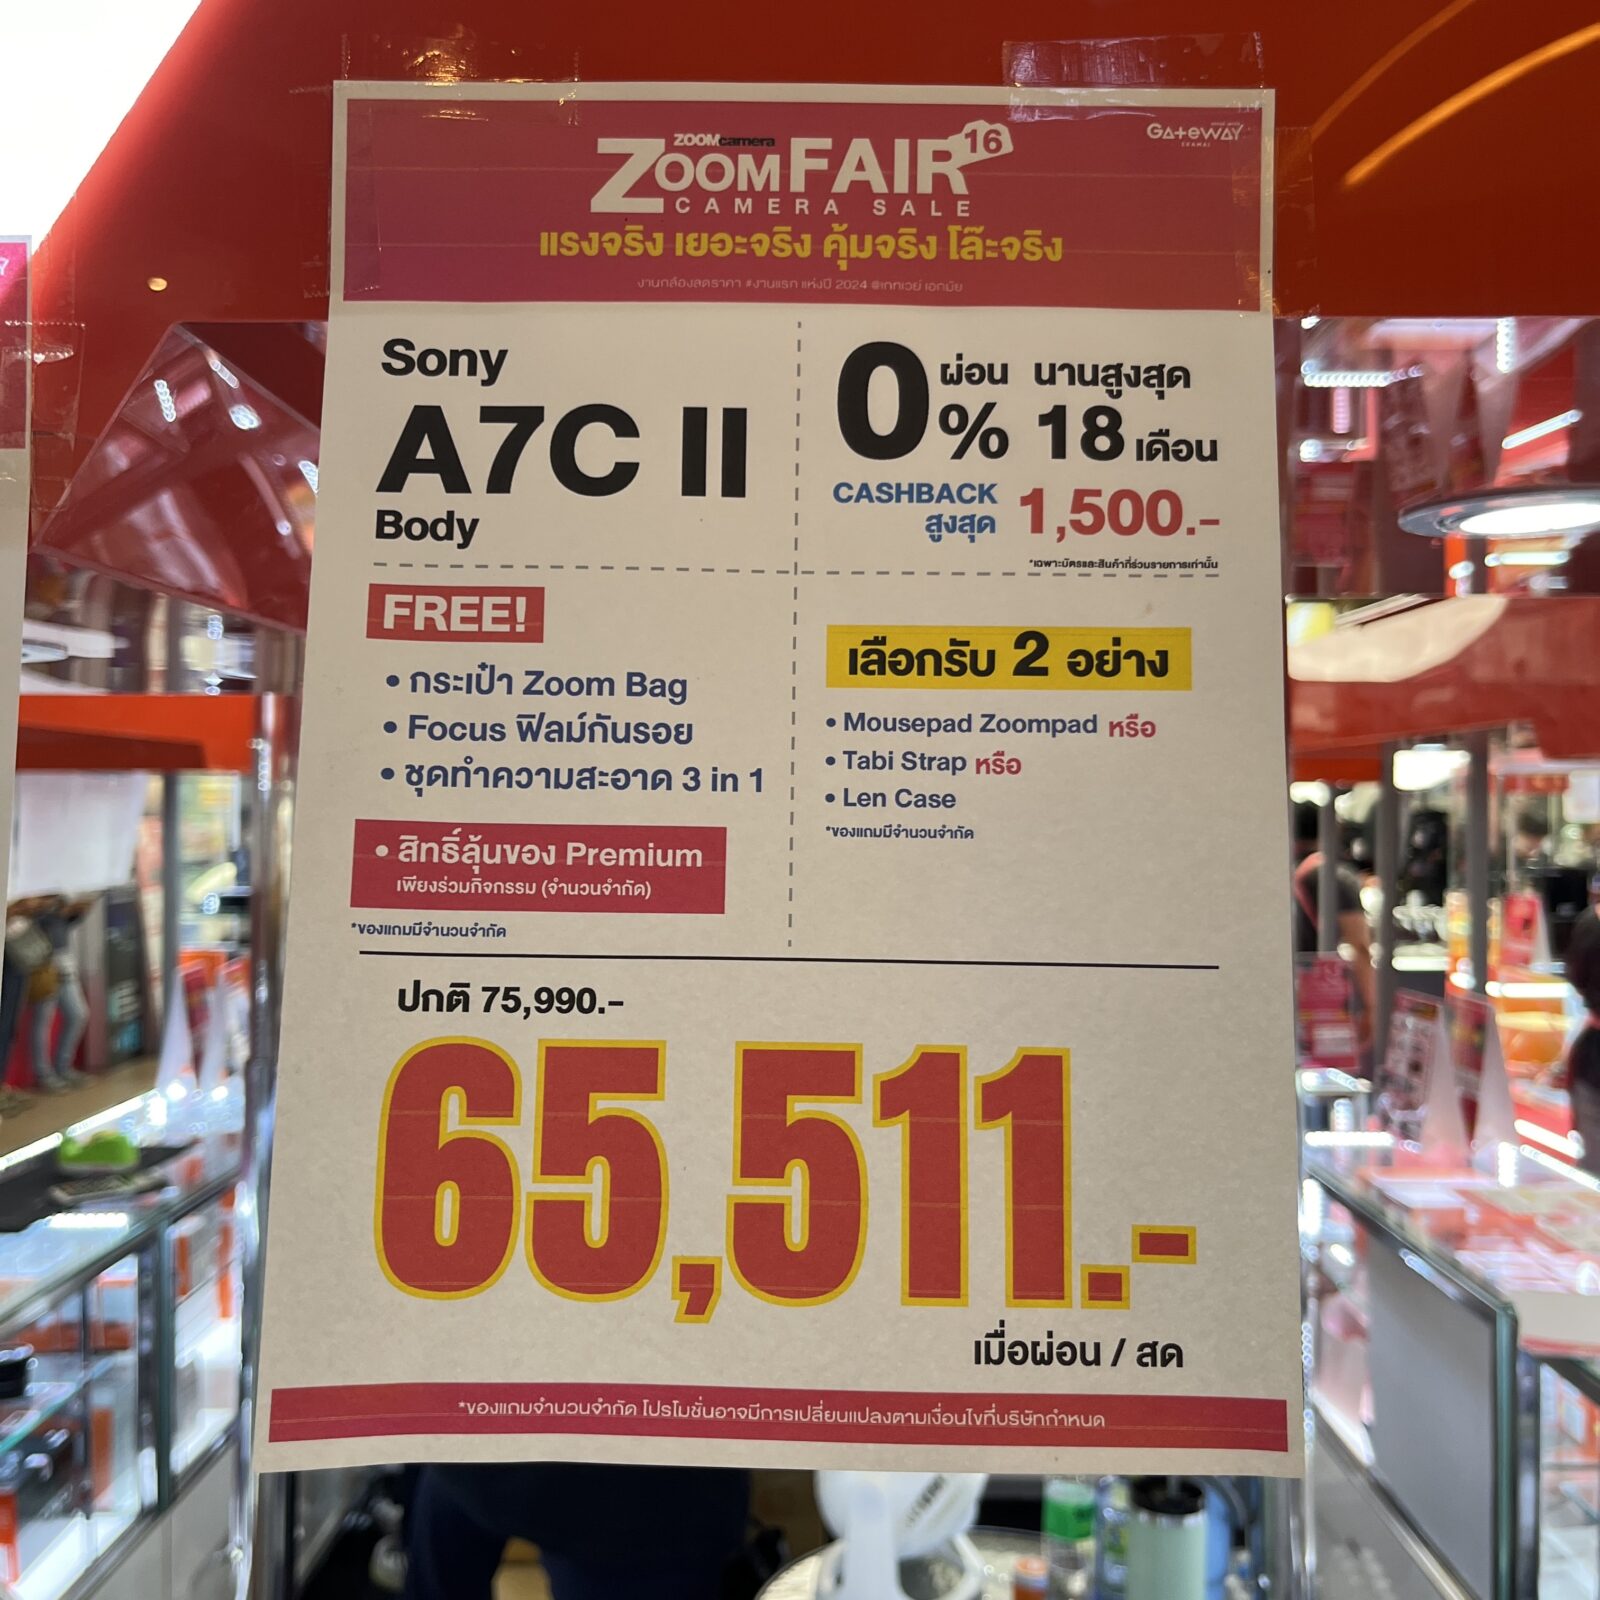 ZOOMcamera
ZOOM FAIR 16
CAMERA SALE
GAteWAY
EKAMAI
แรงจริง เยอะจริง คุ้มจริง โล๊ะจริง
งานกล้องลดราคา #งานแรก แห่งปี 2024 @เกทเวย์ เอกมัย
Sony
A7C II
Body
0% ผ่อน นานสูงสุด
18 เดือน
CASHBACK
สูงสุด 1,500.-
*เฉพาะบัตรและสินค้าที่ร่วมรายการเท่านั้น
FREE!
• กระเป๋า Zoom Bag
• Focus ฟิลม์กันรอย
• ชุดทำความสะอาด 3 in 1
• สิทธิ์ลุ้นของ Premium
เพียงร่วมกิจกรรม (จำนวนจำกัด)
*ของแถมมีจำนวนจำกัด
เลือกรับ 2 อย่าง
• Mousepad Zoompad หรือ
• Tabi Strap หรือ
• Len Case
*ของแถมมีจำนวนจำกัด
ปกติ 75,990.-
65,511.-
เมื่อผ่อน / สด
*ของแถมจำนวนจำกัด โปรโมชั่นอาจมีการเปลี่ยนแปลงตามเงื่อนไขที่บริษัทกำหนด